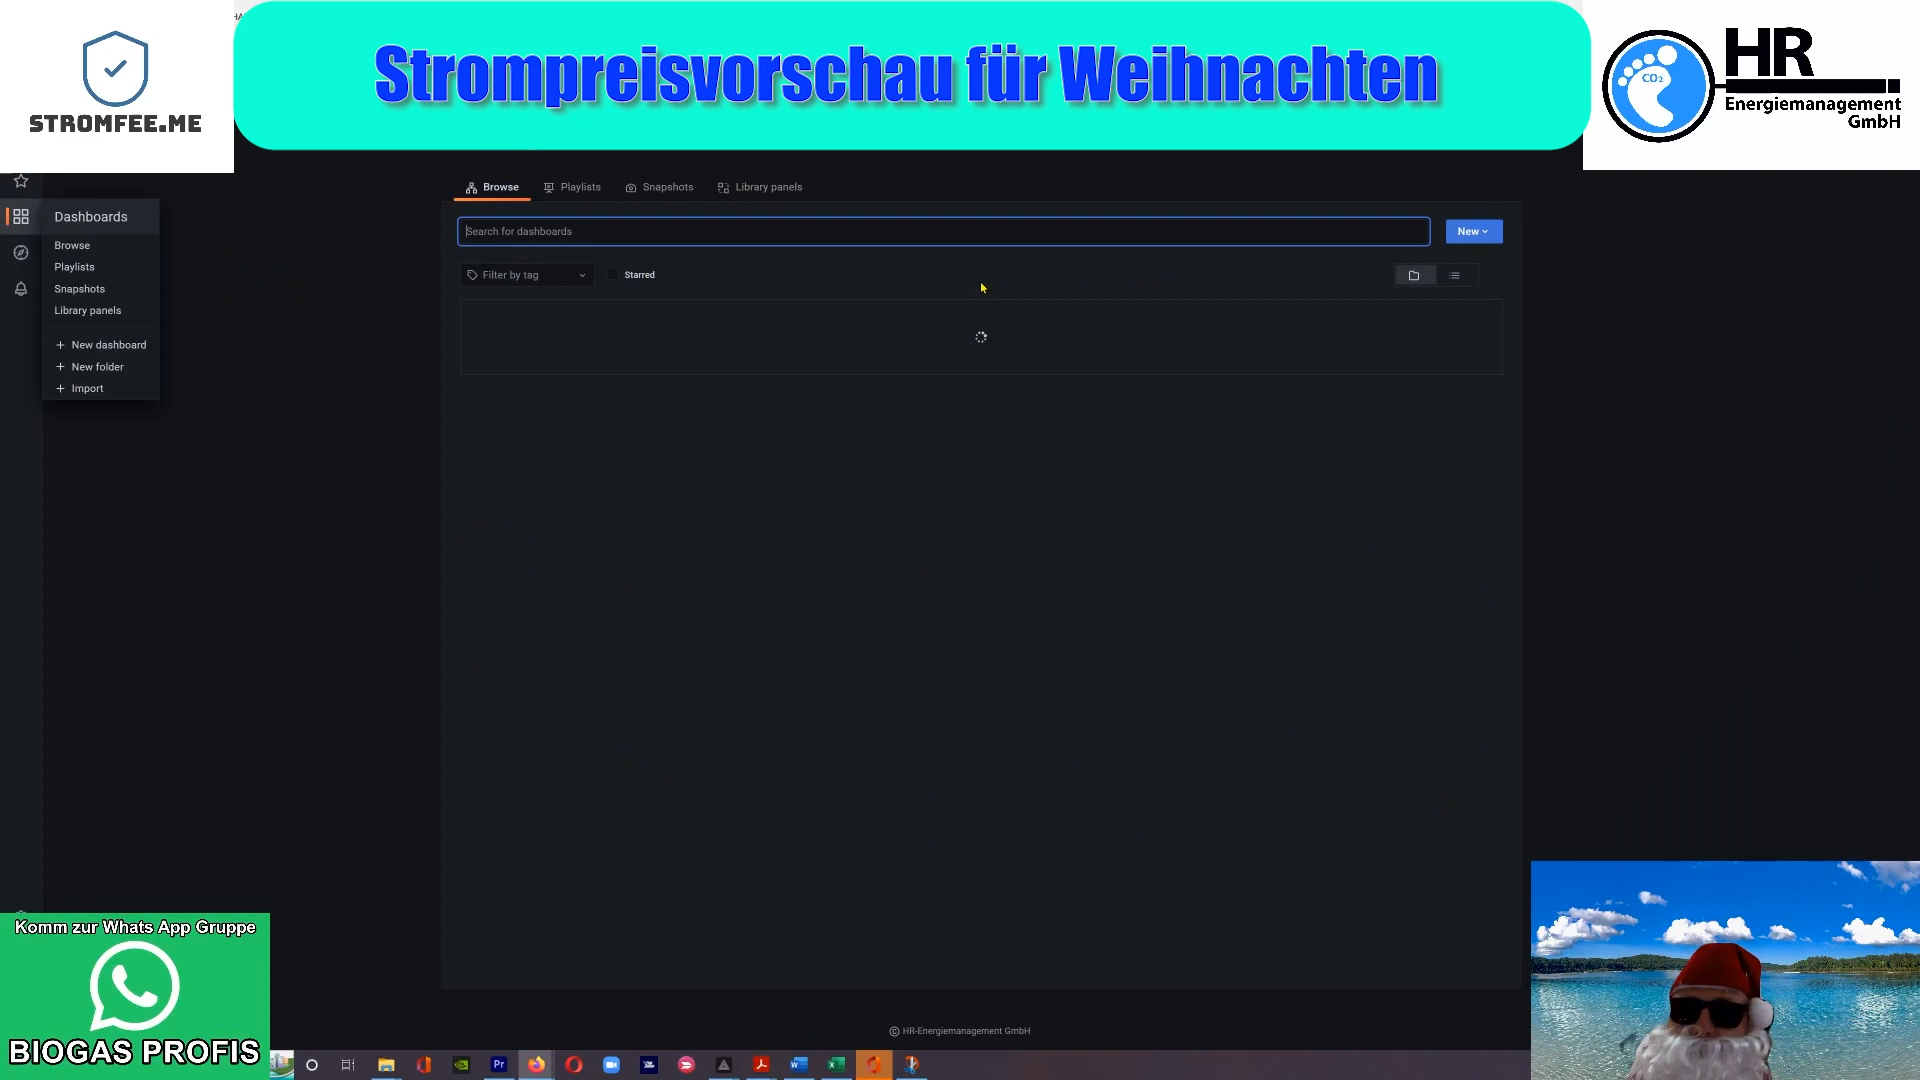 STROMFEE.ME
Strompreisvorschau für Weihnachten
CO₂
HR
Energiemanagement
GmbH
Browse
Playlists
Snapshots
Library panels
Dashboards
Browse
Playlists
Snapshots
Library panels
New dashboard
New folder
Import
Search for dashboards
New
Filter by tag
Starred
© HR-Energiemanagement GmbH
Komm zur Whats App Gruppe
BIOGAS PROFIS
Pr